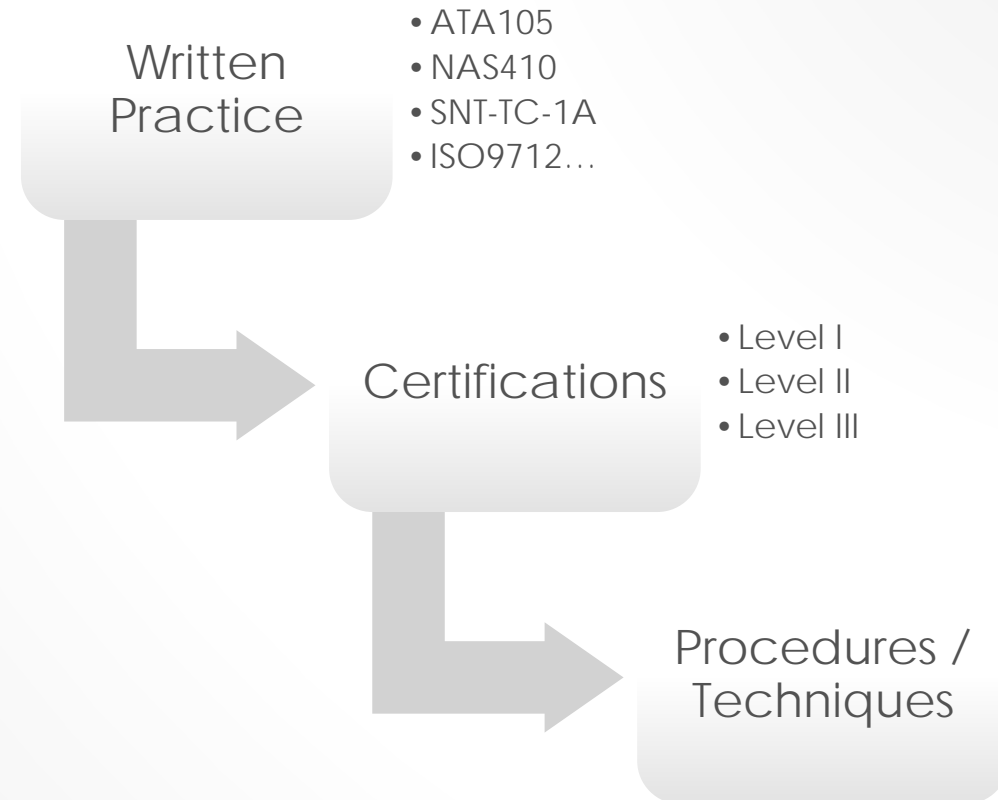 Written
Practice
• ATA105
• NAS410
• SNT-TC-1A
• ISO9712…
Certifications
• Level I
• Level II
• Level III
Procedures /
Techniques